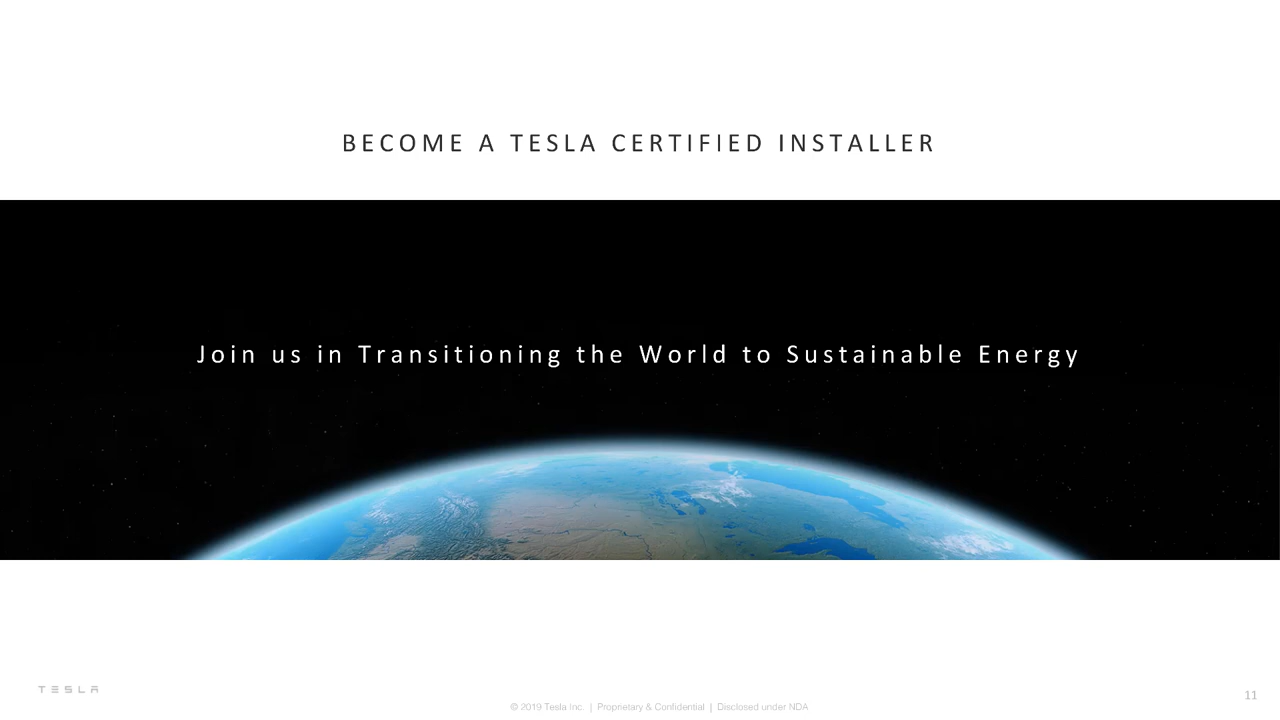 BECOME A TESLA CERTIFIED INSTALLER
Join us in Transitioning the World to Sustainable Energy
TESLA
© 2019 Tesla Inc. | Proprietary & Confidential | Disclosed under NDA
11